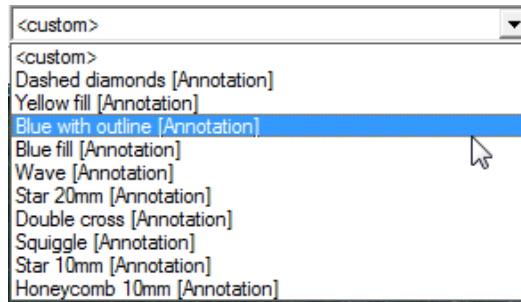 <custom>
<custom>
Dashed diamonds [Annotation]
Yellow fill [Annotation]
Blue with outline [Annotation]
Blue fill [Annotation]
Wave [Annotation]
Star 20mm [Annotation]
Double cross [Annotation]
Squiggle [Annotation]
Star 10mm [Annotation]
Honeycomb 10mm [Annotation]